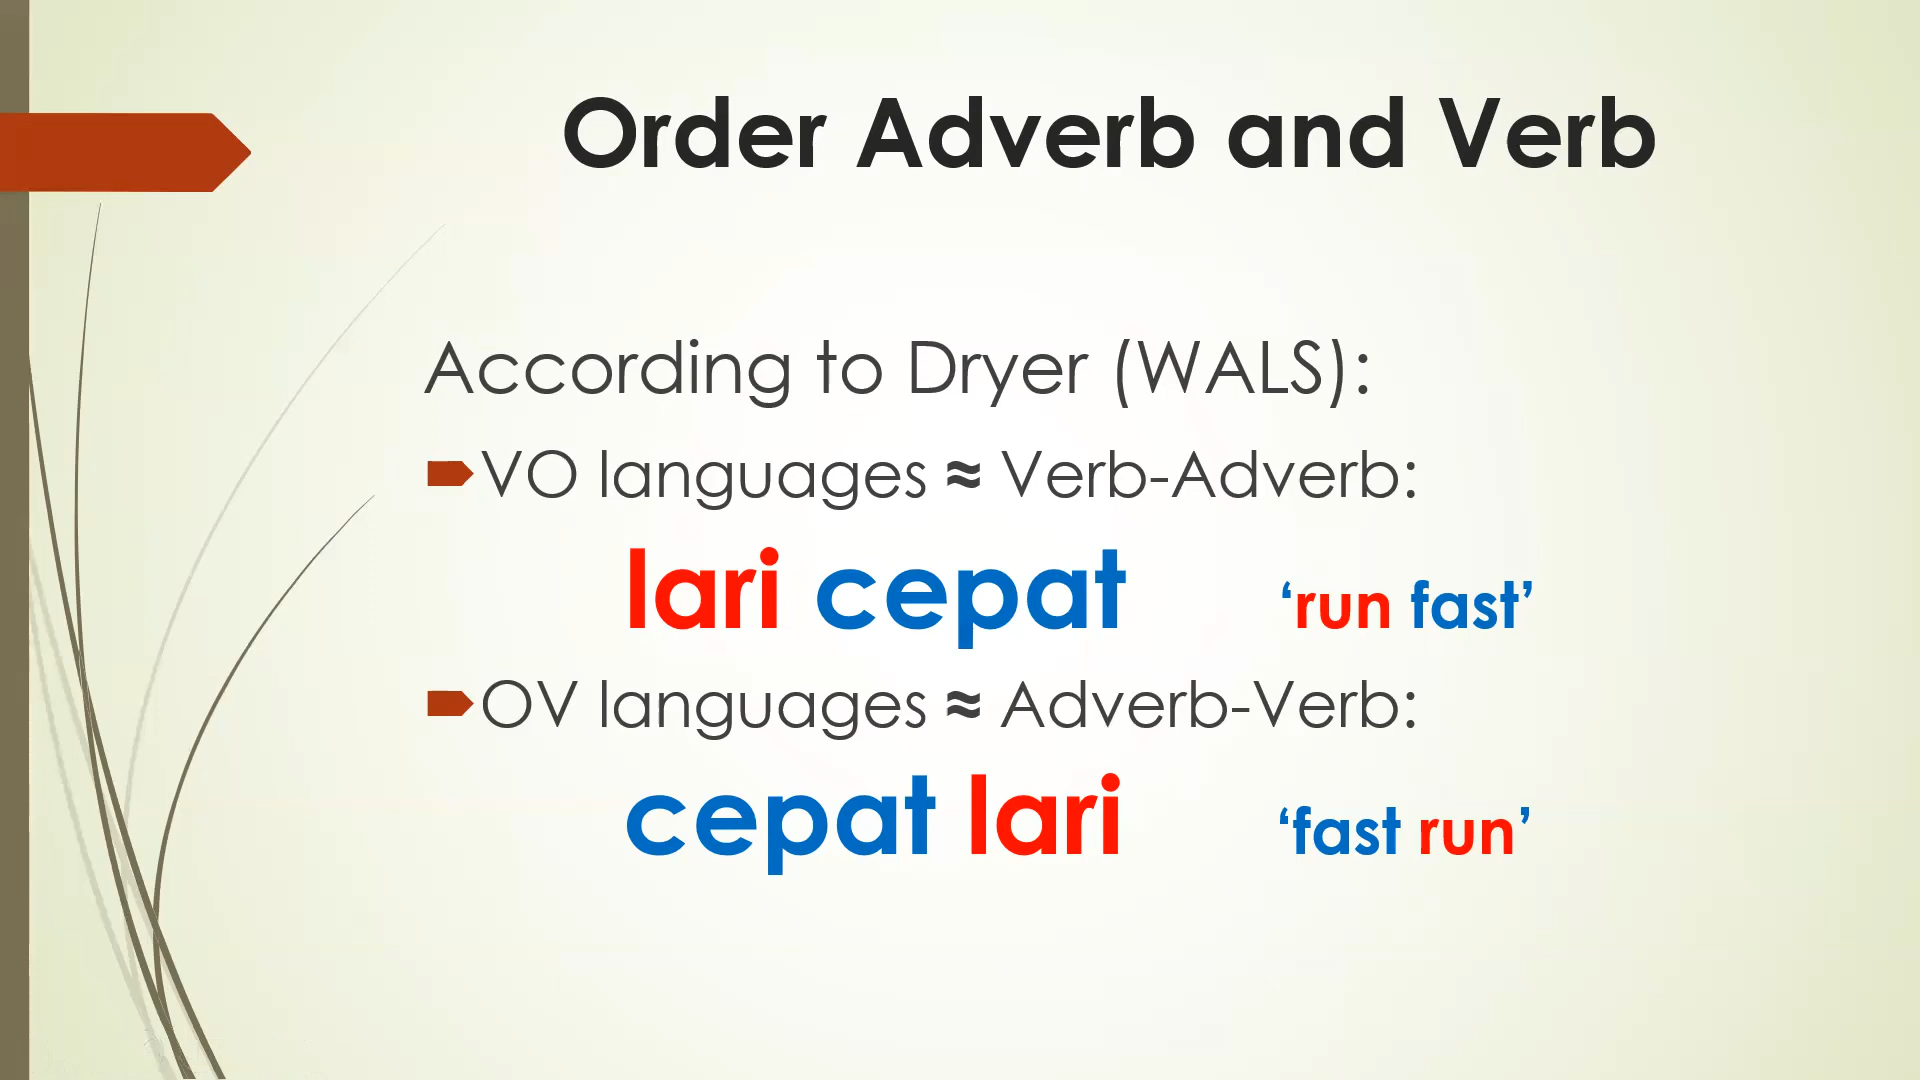 Order Adverb and Verb
According to Dryer (WALS):
VO languages ≈ Verb-Adverb:
lari cepat ‘run fast’
OV languages ≈ Adverb-Verb:
cepat lari ‘fast run’